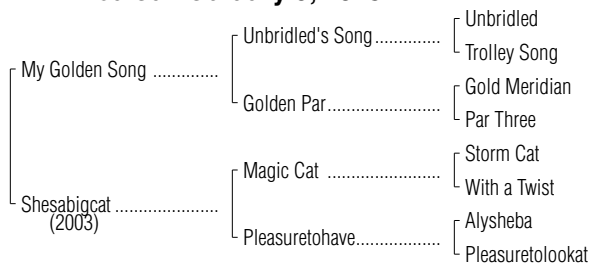 Unbridled
Unbridled's Song
Trolley Song
My Golden Song
Gold Meridian
Golden Par
Par Three
Storm Cat
Magic Cat
With a Twist
Shesabigcat
(2003)
Alysheba
Pleasuretohave
Pleasuretolookat